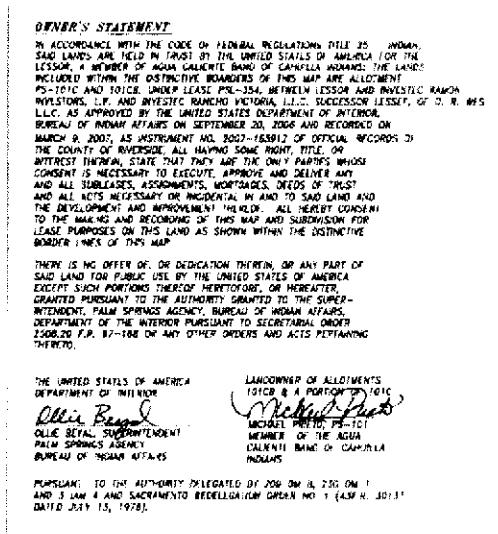 OWNER'S STATEMENT
IN ACCORDANCE WITH THE CODE OF FEDERAL REGULATIONS TITLE 25 INDIAN,
SAID LANDS ARE HELD IN TRUST BY THE UNITED STATES OF AMERICA FOR THE
LESSOR, A MEMBER OF AGUA CALIENTE BAND OF CAHUILLA INDIANS: THE LANDS
INCLUDED WITHIN THE DISTINCTIVE BOARDERS OF THIS MAP ARE ALLOTMENT
PS-101C AND 101CB. UNDER LEASE PSL-354, BETWEEN LESSOR AND INVESTEC RAMON
INVESTORS, L.P. AND INVESTEC RANCHO VICTORIA, L.L.C. SUCCESSOR LESSEE, OF
L.L.C. AS APPROVED BY THE UNITED STATES DEPARTMENT OF INTERIOR,
BUREAU OF INDIAN AFFAIRS ON SEPTEMBER 20, 2006 AND RECORDED ON
MARCH 9, 2007, AS INSTRUMENT NO. 2007-163912 OF OFFICIAL RECORDS OF
THE COUNTY OF RIVERSIDE, ALL HAVING SOME RIGHT, TITLE, OR
INTEREST THEREIN, STATE THAT THEY ARE THE ONLY PARTIES WHOSE
CONSENT IS NECESSARY TO EXECUTE, APPROVE AND DELIVER ANY
AND ALL SUBLEASES, ASSIGNMENTS, MORTGAGES, DEEDS OF TRUST
AND ALL ACTS NECESSARY OR INCIDENTAL IN AND TO SAID LAND AND
THE DEVELOPMENT AND IMPROVEMENT THEREOF. ALL HEREBY CONSENT
TO THE MAKING AND RECORDING OF THIS MAP AND SUBDIVISION FOR
LEASE PURPOSES ON THIS LAND AS SHOWN WITHIN THE DISTINCTIVE
BORDER LINES OF THIS MAP
THERE IS NO OFFER OF, OR DEDICATION THEREIN, OR ANY PART OF
SAID LAND FOR PUBLIC USE BY THE UNITED STATES OF AMERICA
EXCEPT SUCH PORTIONS THEREOF HERETOFORE, OR HEREAFTER,
GRANTED PURSUANT TO THE AUTHORITY GRANTED TO THE SUPER-
INTENDENT, PALM SPRINGS AGENCY, BUREAU OF INDIAN AFFAIRS,
DEPARTMENT OF THE INTERIOR PURSUANT TO SECRETARIAL ORDER
2508.20 F.R. 87-168 OR ANY OTHER ORDERS AND ACTS PERTAINING
THERETO.
THE UNITED STATES OF AMERICA
DEPARTMENT OF INTERIOR
OLLIE BEYAL, SUPERINTENDENT
PALM SPRINGS AGENCY
BUREAU OF INDIAN AFFAIRS
LANDOWNER OF ALLOTMENTS
101CB & A PORTION OF 101C
MICHAEL PRIETO, PS-101
MEMBER OF THE AGUA
CALIENTE BAND OF CAHUILLA
INDIANS
PURSUANT TO THE AUTHORITY DELEGATED BY 209 DM 8, 230 DM 1
AND 3 IAM 4 AND SACRAMENTO REDELEGATION ORDER NO. 1
DATED JULY 13, 1978).